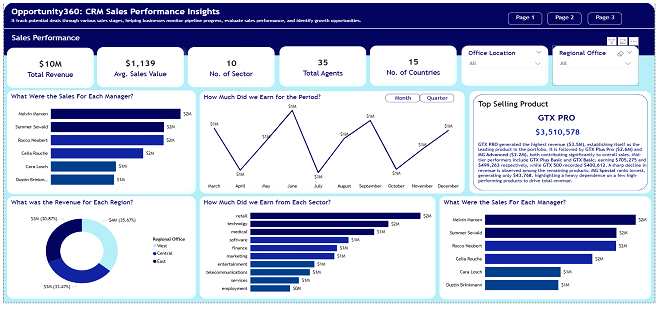 Opportunity360: CRM Sales Performance Insights
It track potential deals through various sales stages, helping businesses monitor pipeline progress, evaluate sales performance, and identify growth opportunities.
Page 1
Page 2
Page 3
Sales Performance
$10M
Total Revenue
$1,139
Avg. Sales Value
10
No. of Sector
35
Total Agents
15
No. of Countries
Office Location
All
Regional Office
All
What Were the Sales For Each Manager?
Melvin Marxen
$2M
Summer Sewald
$2M
Rocco Neubert
$2M
Celia Rouche
$2M
Cara Losch
$1M
Dustin Brinkm..
$1M
How Much Did we Earn for the Period?
Month
Quarter
$1M
$1M
$1M
$1M
$1M
$1M
$1M
$1M
$1M
$1M
March
April
May
June
July
August
September
October
November
December
Top Selling Product
GTX PRO
$3,510,578
GTX PRO generated the highest revenue ($3.5M), establishing itself as the
leading product in the portfolio. It is followed by GTX Plus Pro ($2.6M) and
MG Advanced ($2.2M), both contributing significantly to overall sales. Mid-
tier performers include GTX Plus Basic and GTX Basic, earning $705,275 and
$499,263 respectively, while GTX 500 recorded $400,612. A sharp decline in
revenue is observed among the remaining products. MG Special ranks lowest,
generating only $43,768, highlighting a heavy dependence on a few high-
performing products to drive total revenue.
What was the Revenue for Each Region?
$3M (30.87%)
$4M (35.67%)
$3M (33.47%)
Regional Office
West
Central
East
How Much Did we Earn from Each Sector?
retail
$2M
technolgy
$2M
medical
$1M
software
$1M
finance
$1M
marketing
$1M
entertainment
$1M
telecommunications
$1M
services
$1M
employment
$0M
What Were the Sales For Each Manager?
Melvin Marxen
$2M
Summer Sewald
$2M
Rocco Neubert
$2M
Celia Rouche
$2M
Cara Losch
$1M
Dustin Brinkmann
$1M